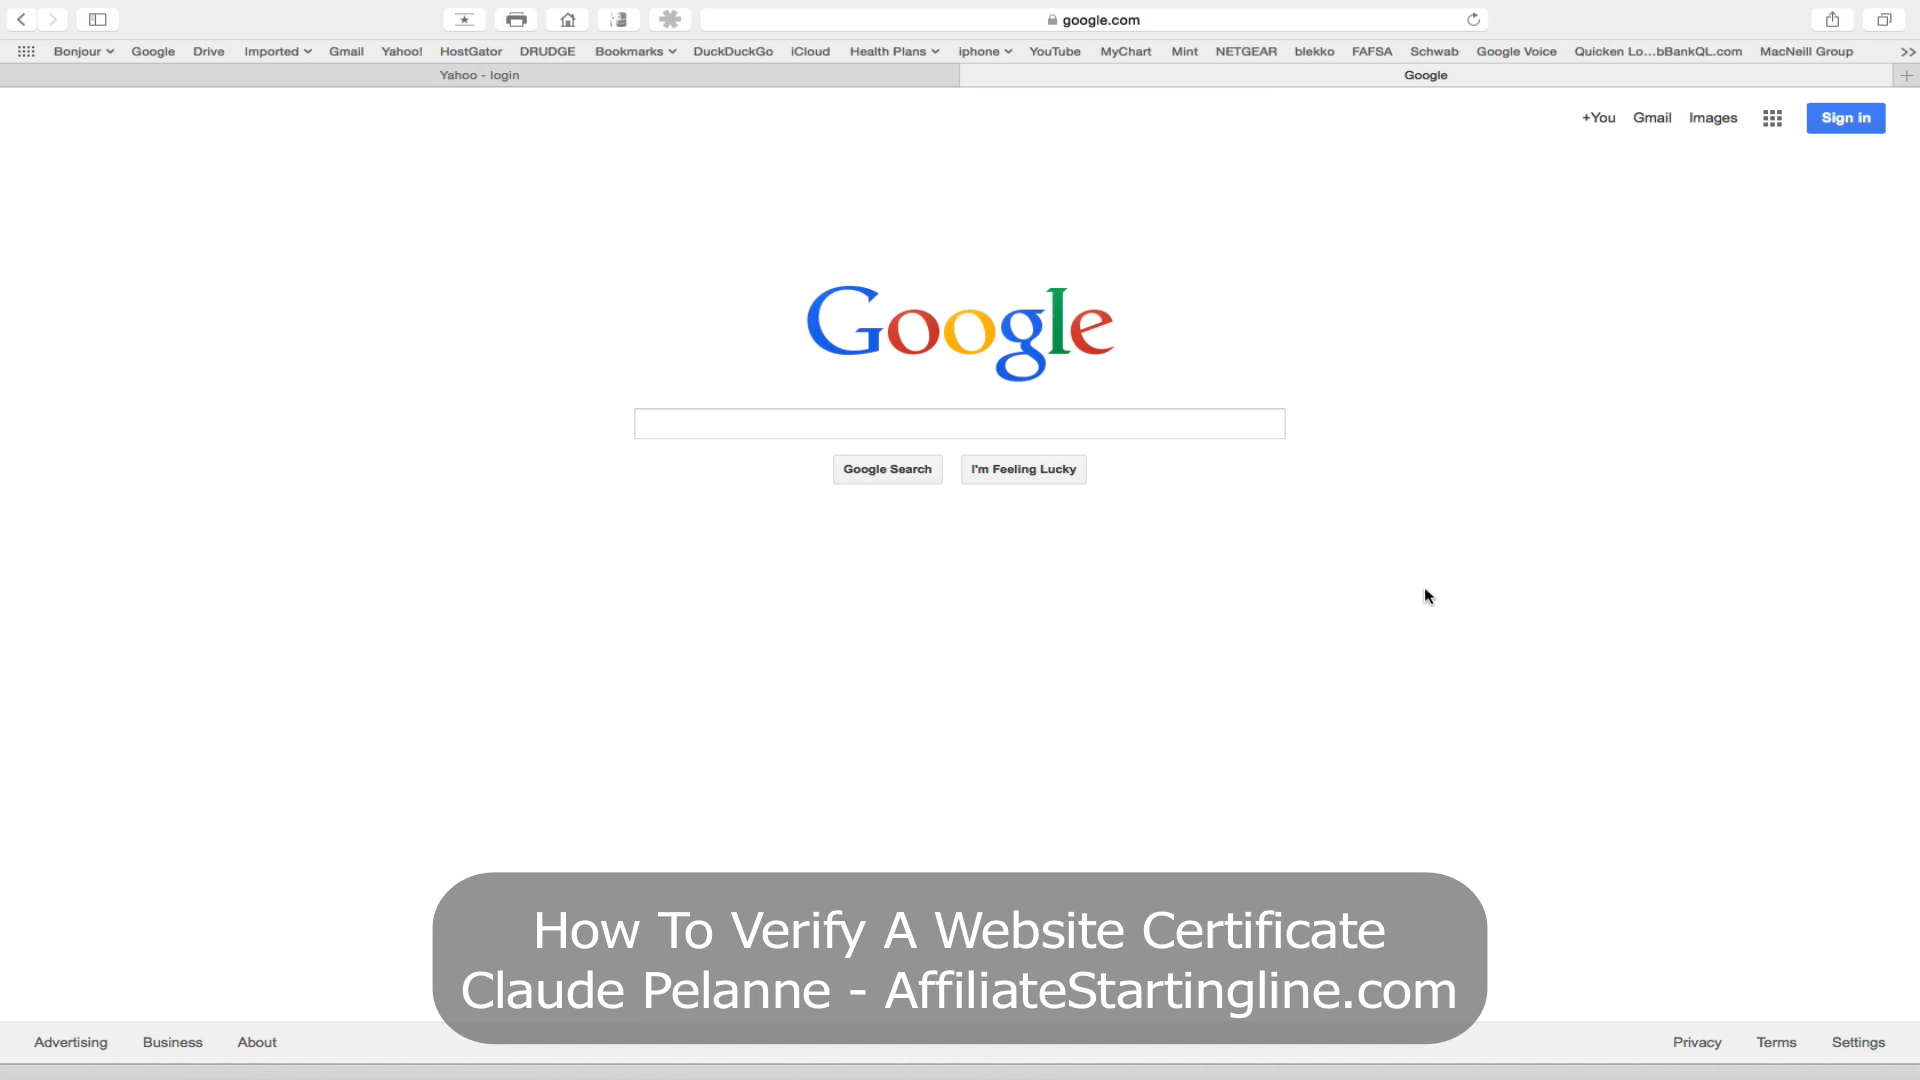 google.com
Bonjour Google Drive Imported Gmail Yahoo! HostGator DRUDGE Bookmarks DuckDuckGo iCloud Health Plans iphone YouTube MyChart Mint NETGEAR blekko FAFSA Schwab Google Voice Quicken Lo...bBankQL.com MacNeill Group >>
Yahoo - login Google
+You Gmail Images Sign in
Google
Google Search I'm Feeling Lucky
How To Verify A Website Certificate
Claude Pelanne - AffiliateStartingline.com
Advertising Business About Privacy Terms Settings